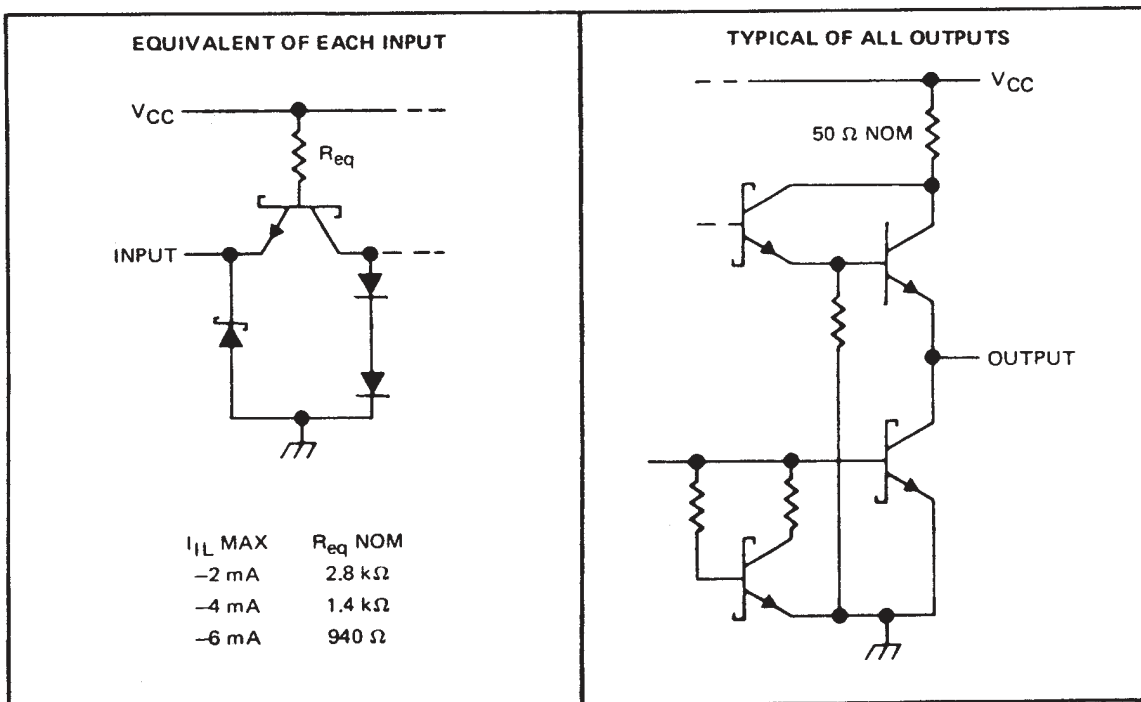 EQUIVALENT OF EACH INPUT
VCC
Req
INPUT
IIL MAX Req NOM
–2 mA 2.8 kΩ
–4 mA 1.4 kΩ
–6 mA 940 Ω
TYPICAL OF ALL OUTPUTS
VCC
50 Ω NOM
OUTPUT